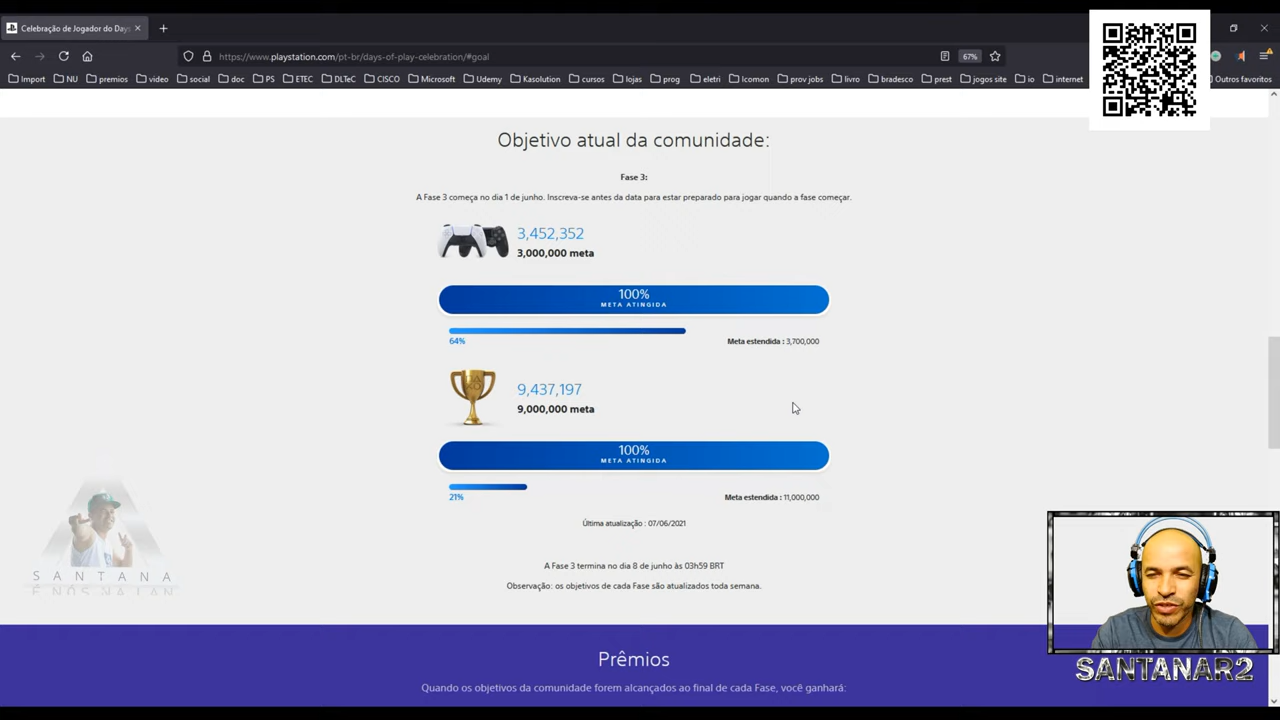 Celebração de Jogador do Days
https://www.playstation.com/pt-br/days-of-play-celebration/#goal
67%
Import NU premios video social doc PS ETEC DLTeC CISCO Microsoft Udemy Kasolution cursos lojas prog eletri Icomon prov jobs livro bradesco prest jogos site io internet Outros favoritos
Objetivo atual da comunidade:
Fase 3:
A Fase 3 começa no dia 1 de junho. Inscreva-se antes da data para estar preparado para jogar quando a fase começar.
3,452,352
3,000,000 meta
100%
META ATINGIDA
64% Meta estendida : 3,700,000
9,437,197
9,000,000 meta
100%
META ATINGIDA
21% Meta estendida : 11,000,000
Última atualização : 07/06/2021
A Fase 3 termina no dia 8 de junho às 03h59 BRT
Observação: os objetivos de cada Fase são atualizados toda semana.
SANTANA
É NÓS NA LAN
SANTANAR2
Prêmios
Quando os objetivos da comunidade forem alcançados ao final de cada Fase, você ganhará: